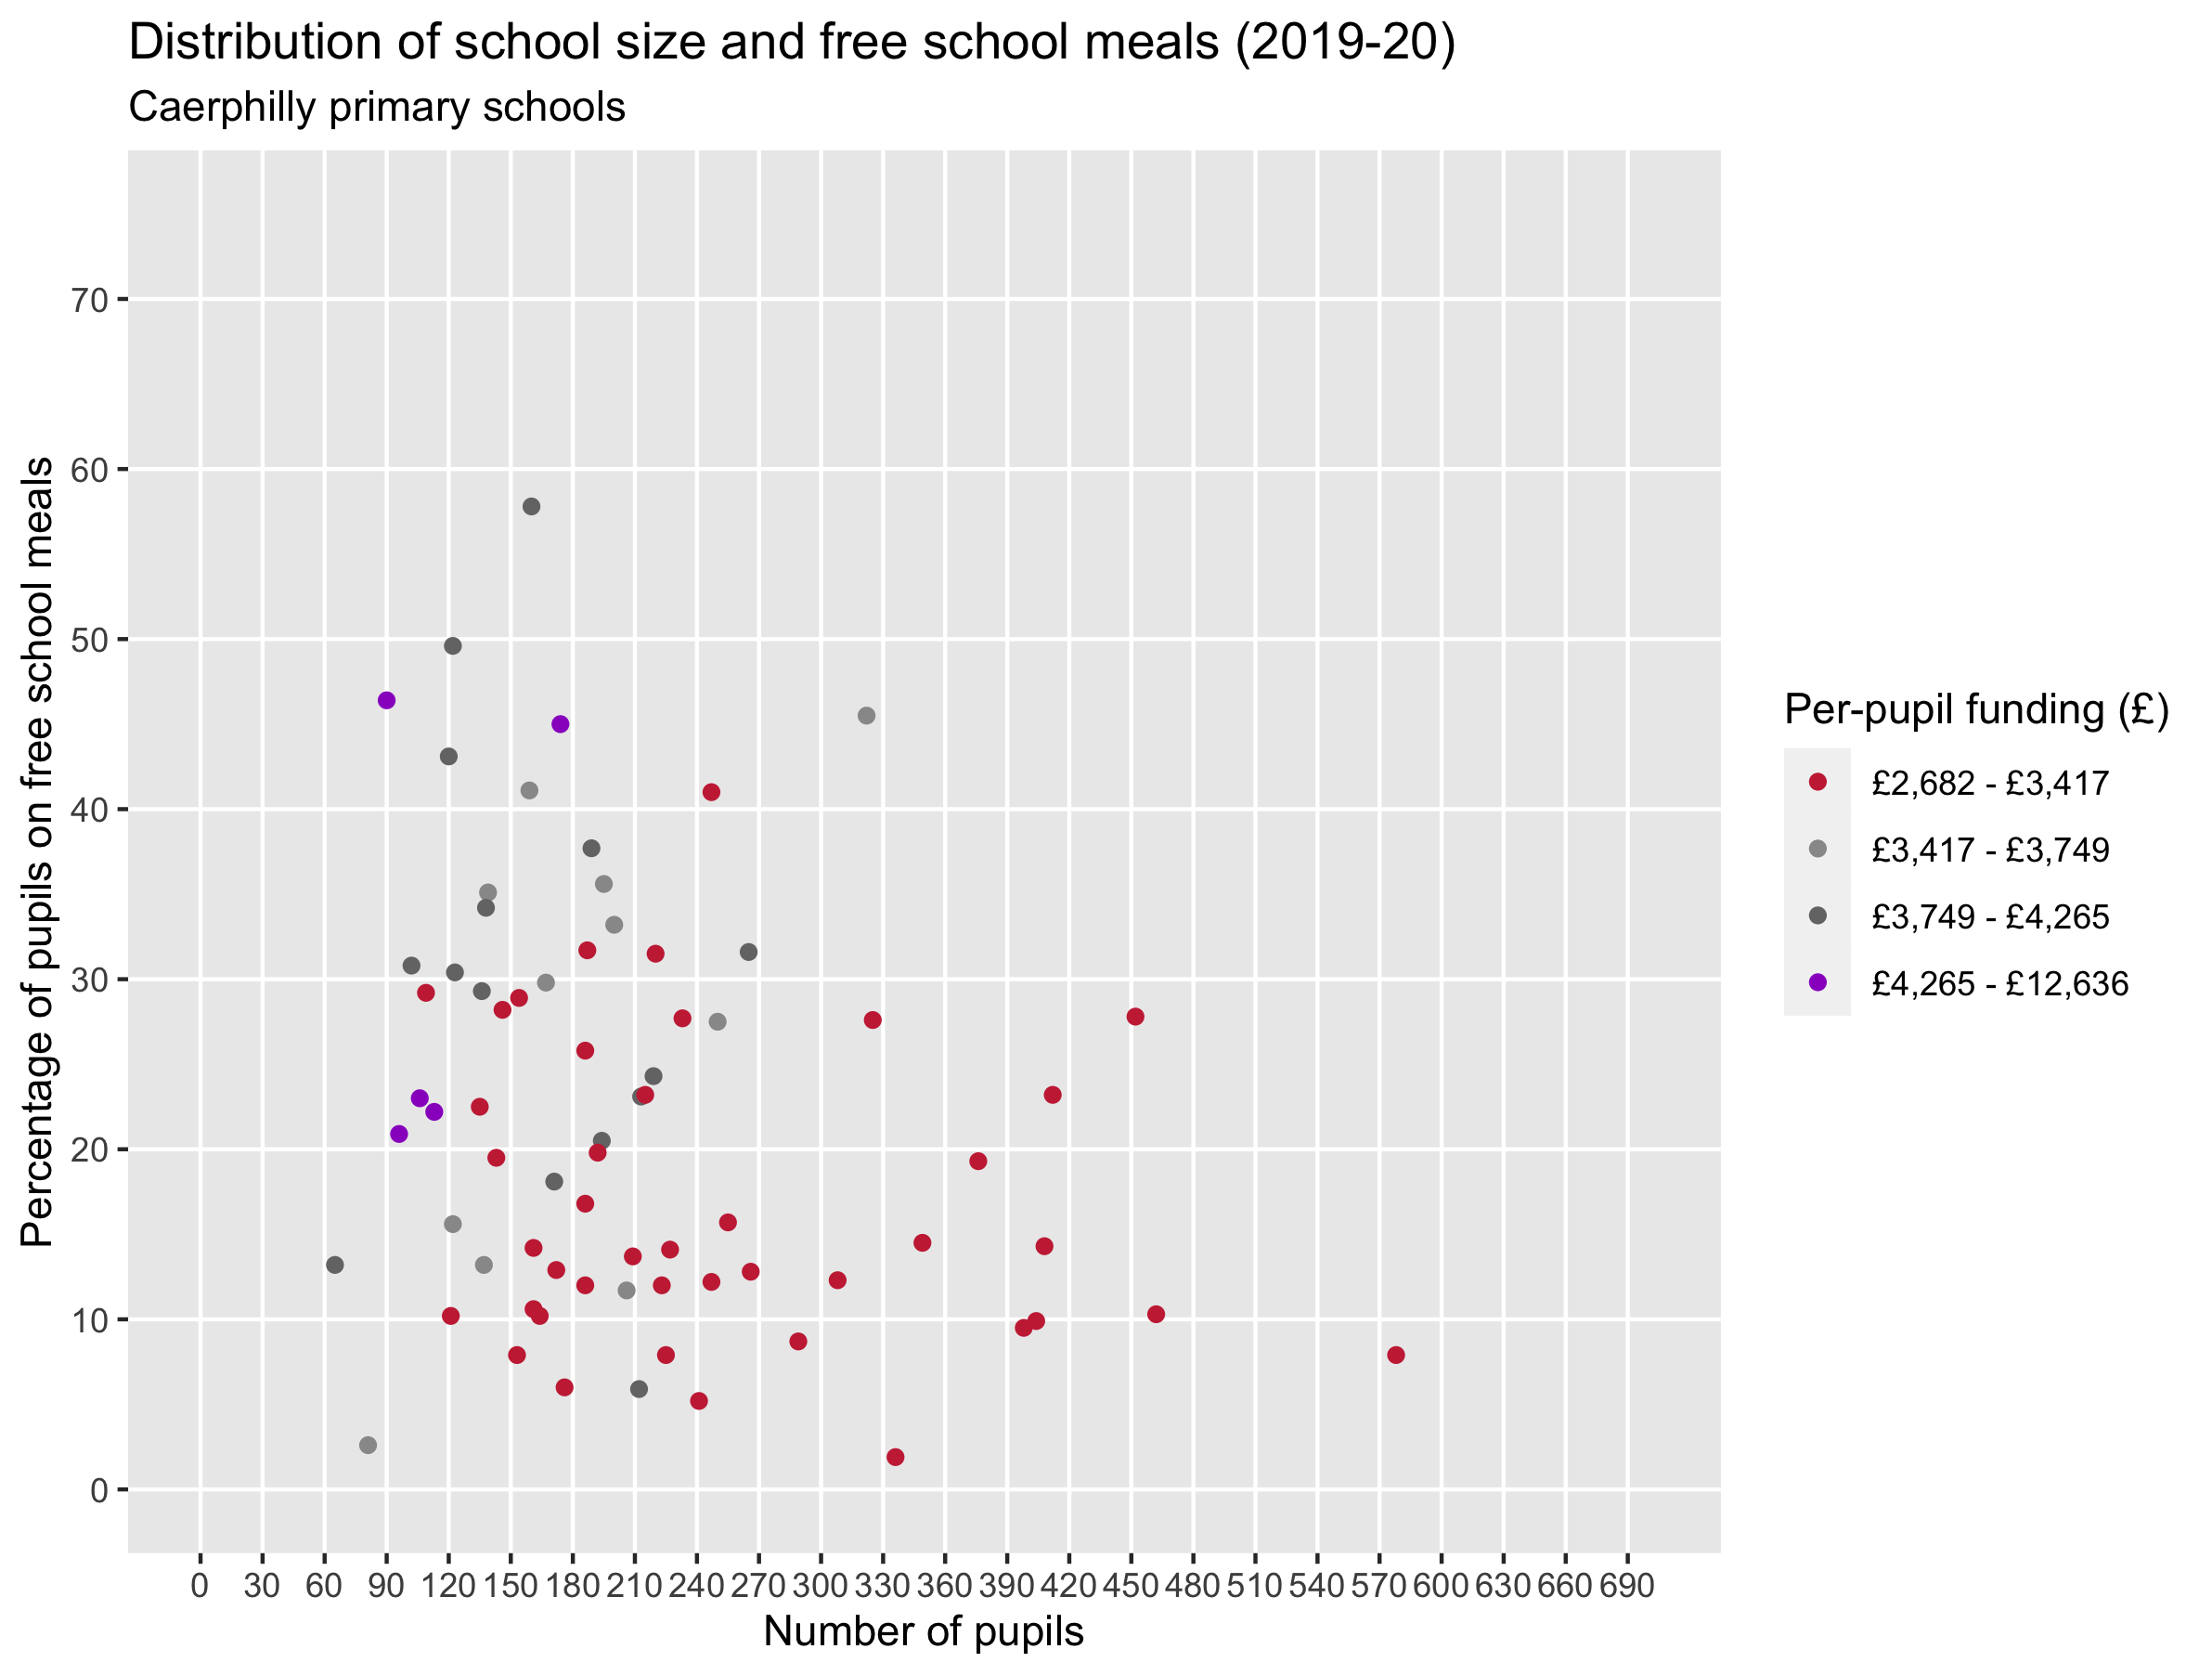 Distribution of school size and free school meals (2019-20)
Caerphilly primary schools
Percentage of pupils on free school meals
70
60
50
40
30
20
10
0
0 30 60 90 120 150 180 210 240 270 300 330 360 390 420 450 480 510 540 570 600 630 660 690
Number of pupils
Per-pupil funding (£)
£2,682 - £3,417
£3,417 - £3,749
£3,749 - £4,265
£4,265 - £12,636